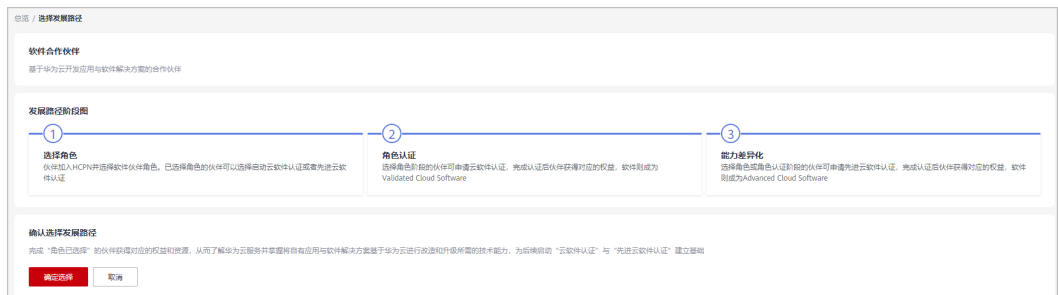 总览 / 选择发展路径
软件合作伙伴
基于华为云开发应用与软件解决方案的合作伙伴
发展路径阶段图
1
选择角色
伙伴加入HCPN并选择软件伙伴角色。已选择角色的伙伴可以选择启动云软件认证或者先进云软
件认证
2
角色认证
选择角色阶段的伙伴可申请云软件认证，完成认证后伙伴获得对应的权益，软件则成为
Validated Cloud Software
3
能力差异化
选择角色或角色认证阶段的伙伴可申请先进云软件认证，完成认证后伙伴获得对应的权益，软件
则成为Advanced Cloud Software
确认选择发展路径
完成“角色已选择”的伙伴获得对应的权益和资源，从而了解华为云服务并掌握将自有应用与软件解决方案基于华为云进行改造和升级所需的技术能力，为后续启动“云软件认证”与“先进云软件认证”建立基础
确定选择
取消